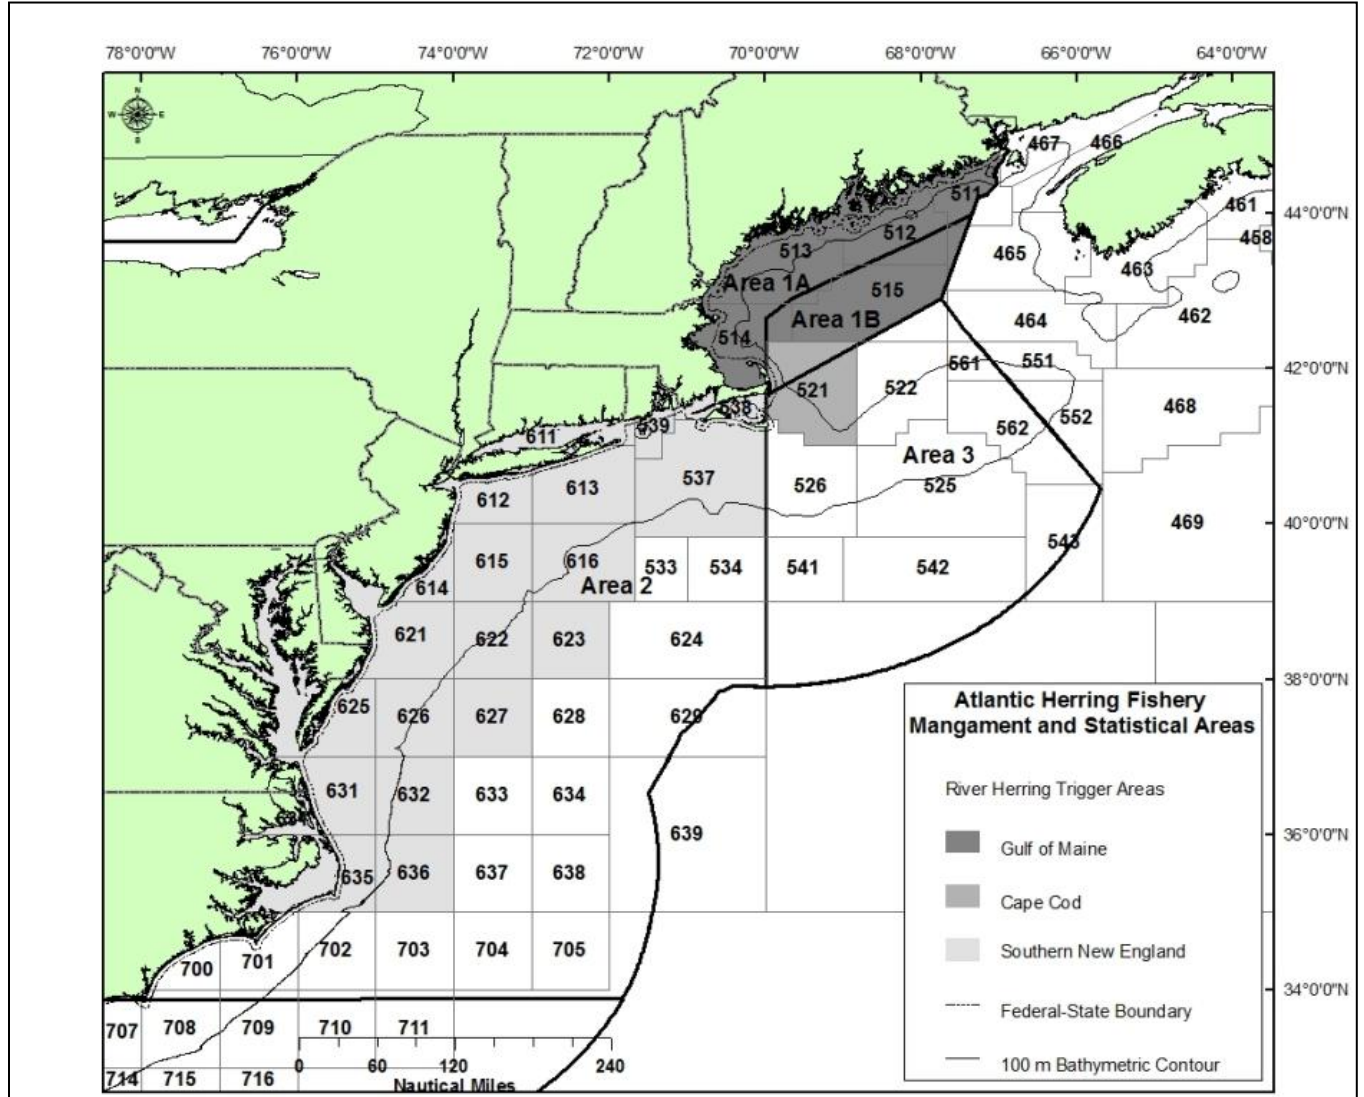 78°0'0"W 76°0'0"W 74°0'0"W 72°0'0"W 70°0'0"W 68°0'0"W 66°0'0"W 64°0'0"W
N
W E
S
467 466
511 461
44°0'0"N
512 458
513 465
463
Area 1A 515
462
Area 1B 464
514
561 551 42°0'0"N
521 522
538 552 468
539 562
611
Area 3
537 526 525
612 613
469 40°0'0"N
543
615 616 533 534 541 542
614 Area 2
621 622 623 624
38°0'0"N
625 626 627 628 629
631 632 633 634
639 36°0'0"N
635 636 637 638
700 701 702 703 704 705
34°0'0"N
707 708 709 710 711
0 60 120 240
714 715 716 Nautical Miles
Atlantic Herring Fishery
Mangament and Statistical Areas
River Herring Trigger Areas
Gulf of Maine
Cape Cod
Southern New England
Federal-State Boundary
100 m Bathymetric Contour